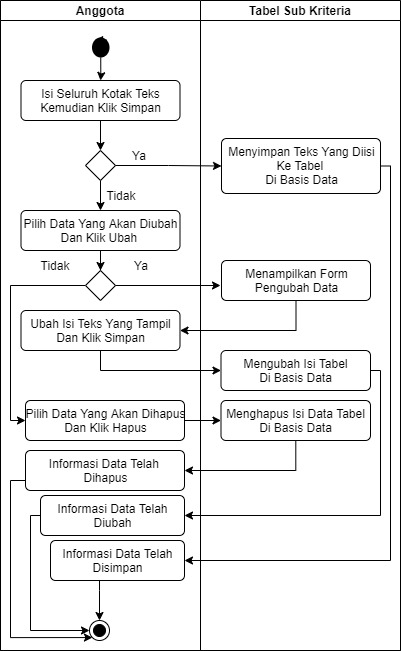 Anggota
Tabel Sub Kriteria
Isi Seluruh Kotak Teks
Kemudian Klik Simpan
Ya
Menyimpan Teks Yang Diisi
Ke Tabel
Di Basis Data
Tidak
Pilih Data Yang Akan Diubah
Dan Klik Ubah
Tidak
Ya
Menampilkan Form
Pengubah Data
Ubah Isi Teks Yang Tampil
Dan Klik Simpan
Mengubah Isi Tabel
Di Basis Data
Pilih Data Yang Akan Dihapus
Dan Klik Hapus
Menghapus Isi Data Tabel
Di Basis Data
Informasi Data Telah
Dihapus
Informasi Data Telah
Diubah
Informasi Data Telah
Disimpan